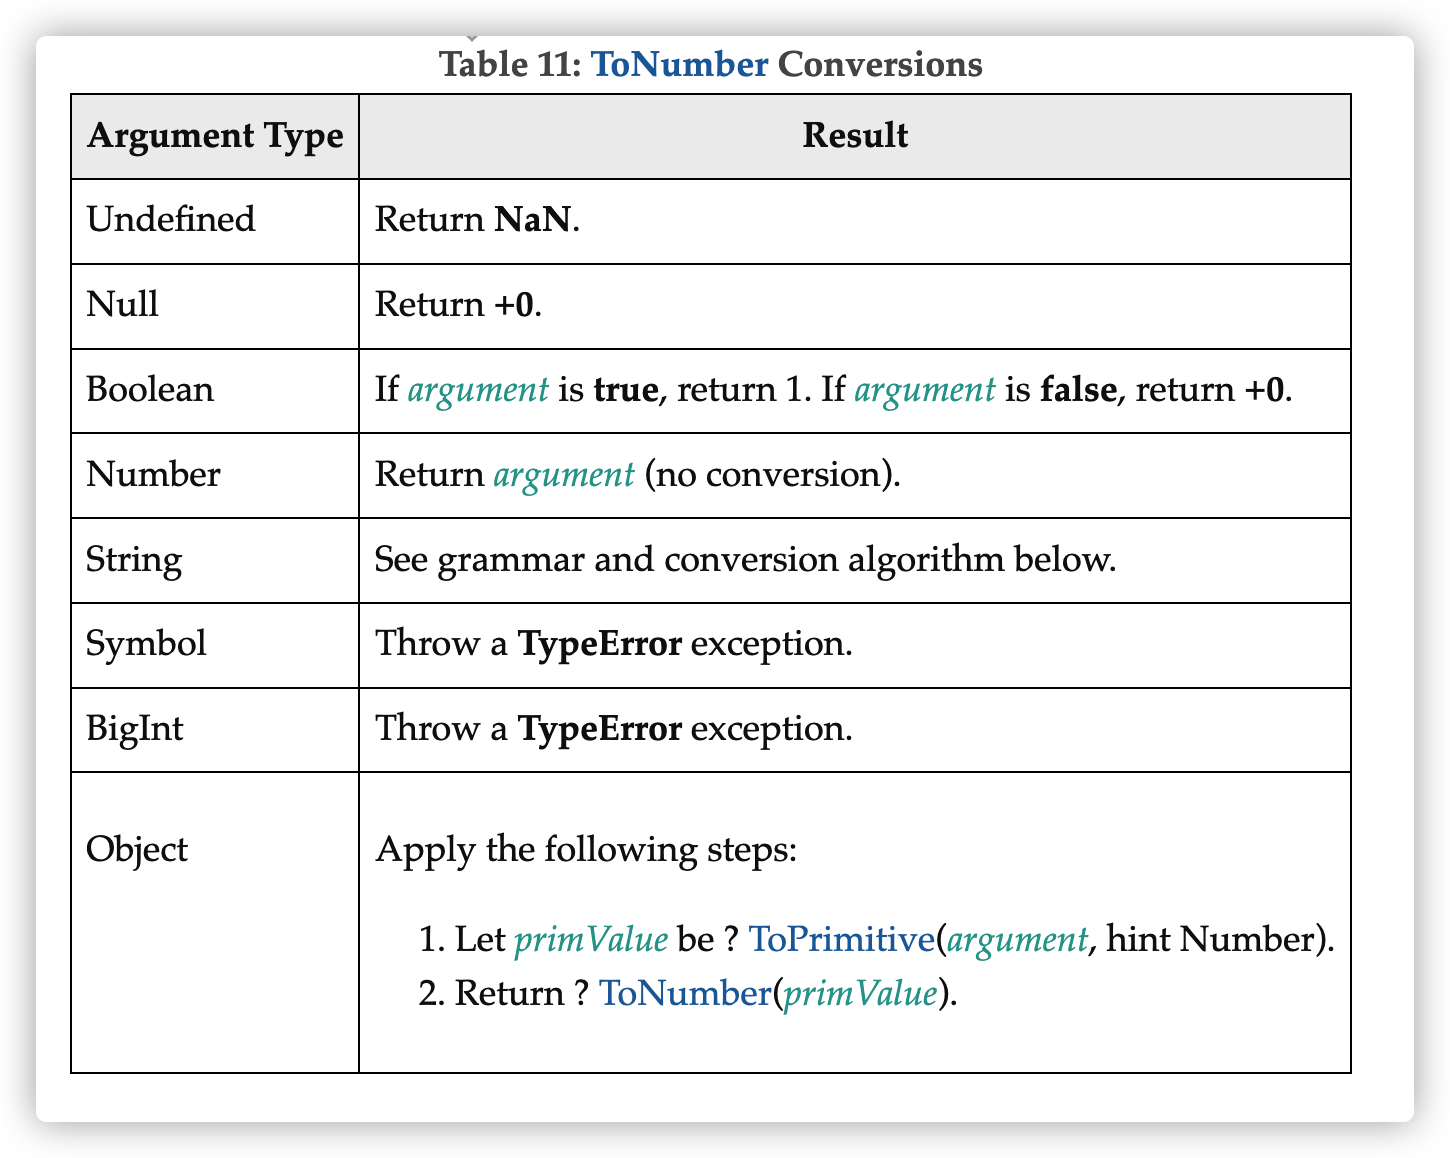 Table 11: ToNumber Conversions
Argument Type Result
Undefined Return NaN.
Null Return +0.
Boolean If argument is true, return 1. If argument is false, return +0.
Number Return argument (no conversion).
String See grammar and conversion algorithm below.
Symbol Throw a TypeError exception.
BigInt Throw a TypeError exception.
Object Apply the following steps:
1. Let primValue be ? ToPrimitive(argument, hint Number).
2. Return ? ToNumber(primValue).